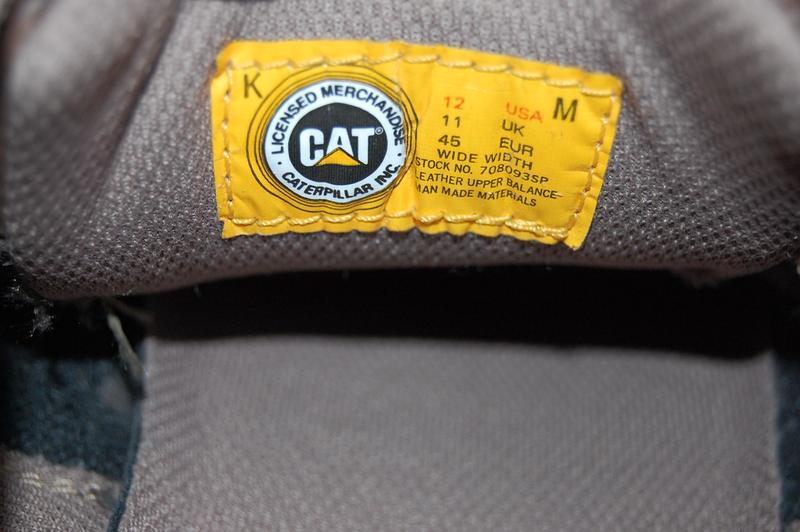 K
LICENSED MERCHANDISE
CAT®
CATERPILLAR INC.
12 USA M
11 UK
45 EUR
WIDE WIDTH
STOCK NO. 708093SP
LEATHER UPPER BALANCE-
MAN MADE MATERIALS